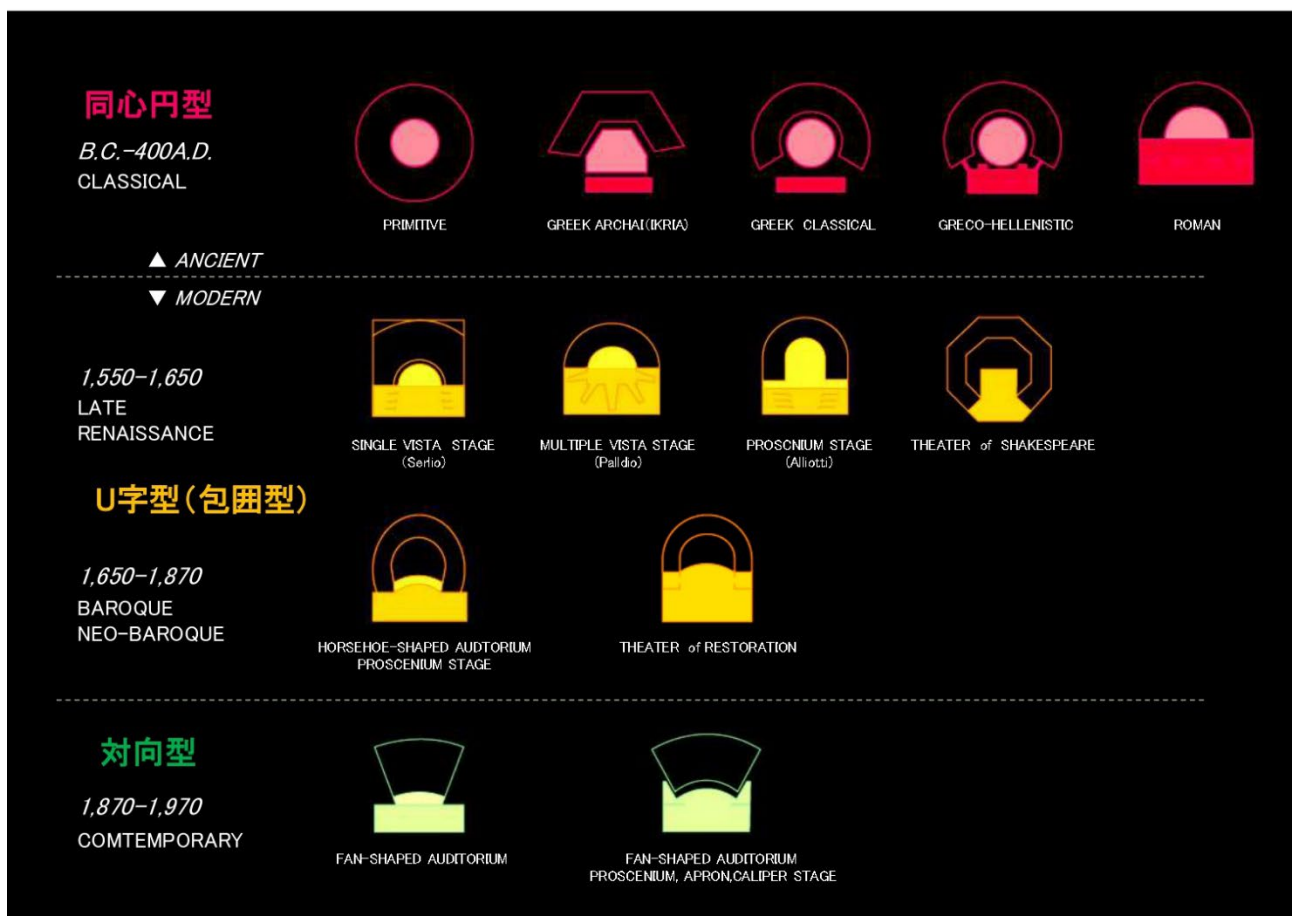 同心円型
B.C.-400A.D.
CLASSICAL
PRIMITIVE
GREEK ARCHAI(IKRIA)
GREEK CLASSICAL
GRECO-HELLENISTIC
ROMAN
▲ ANCIENT
▼ MODERN
1,550-1,650
LATE
RENAISSANCE
SINGLE VISTA STAGE
(Serlio)
MULTIPLE VISTA STAGE
(Palldio)
PROSCNIUM STAGE
(Alliotti)
THEATER of SHAKESPEARE
U字型(包囲型)
1,650-1,870
BAROQUE
NEO-BAROQUE
HORSEHOE-SHAPED AUDTORIUM
PROSCENIUM STAGE
THEATER of RESTORATION
対向型
1,870-1,970
COMTEMPORARY
FAN-SHAPED AUDITORIUM
FAN-SHAPED AUDITORIUM
PROSCENIUM, APRON,CALIPER STAGE